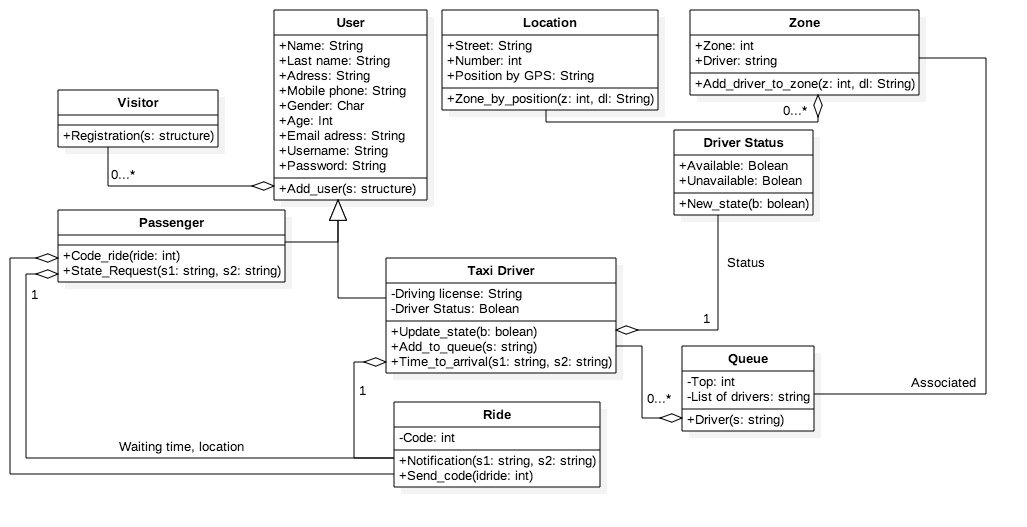 User
+Name: String
+Last name: String
+Adress: String
+Mobile phone: String
+Gender: Char
+Age: Int
+Email adress: String
+Username: String
+Password: String
+Add_user(s: structure)
Location
+Street: String
+Number: int
+Position by GPS: String
+Zone_by_position(z: int, dl: String)
Zone
+Zone: int
+Driver: string
+Add_driver_to_zone(z: int, dl: String)
0...*
Visitor
+Registration(s: structure)
0...*
Driver Status
+Available: Bolean
+Unavailable: Bolean
+New_state(b: bolean)
Status
1
Passenger
+Code_ride(ride: int)
+State_Request(s1: string, s2: string)
1
Taxi Driver
-Driving license: String
-Driver Status: Bolean
+Update_state(b: bolean)
+Add_to_queue(s: string)
+Time_to_arrival(s1: string, s2: string)
1
0...*
Queue
-Top: int
-List of drivers: string
+Driver(s: string)
Associated
Ride
-Code: int
+Notification(s1: string, s2: string)
+Send_code(idride: int)
Waiting time, location